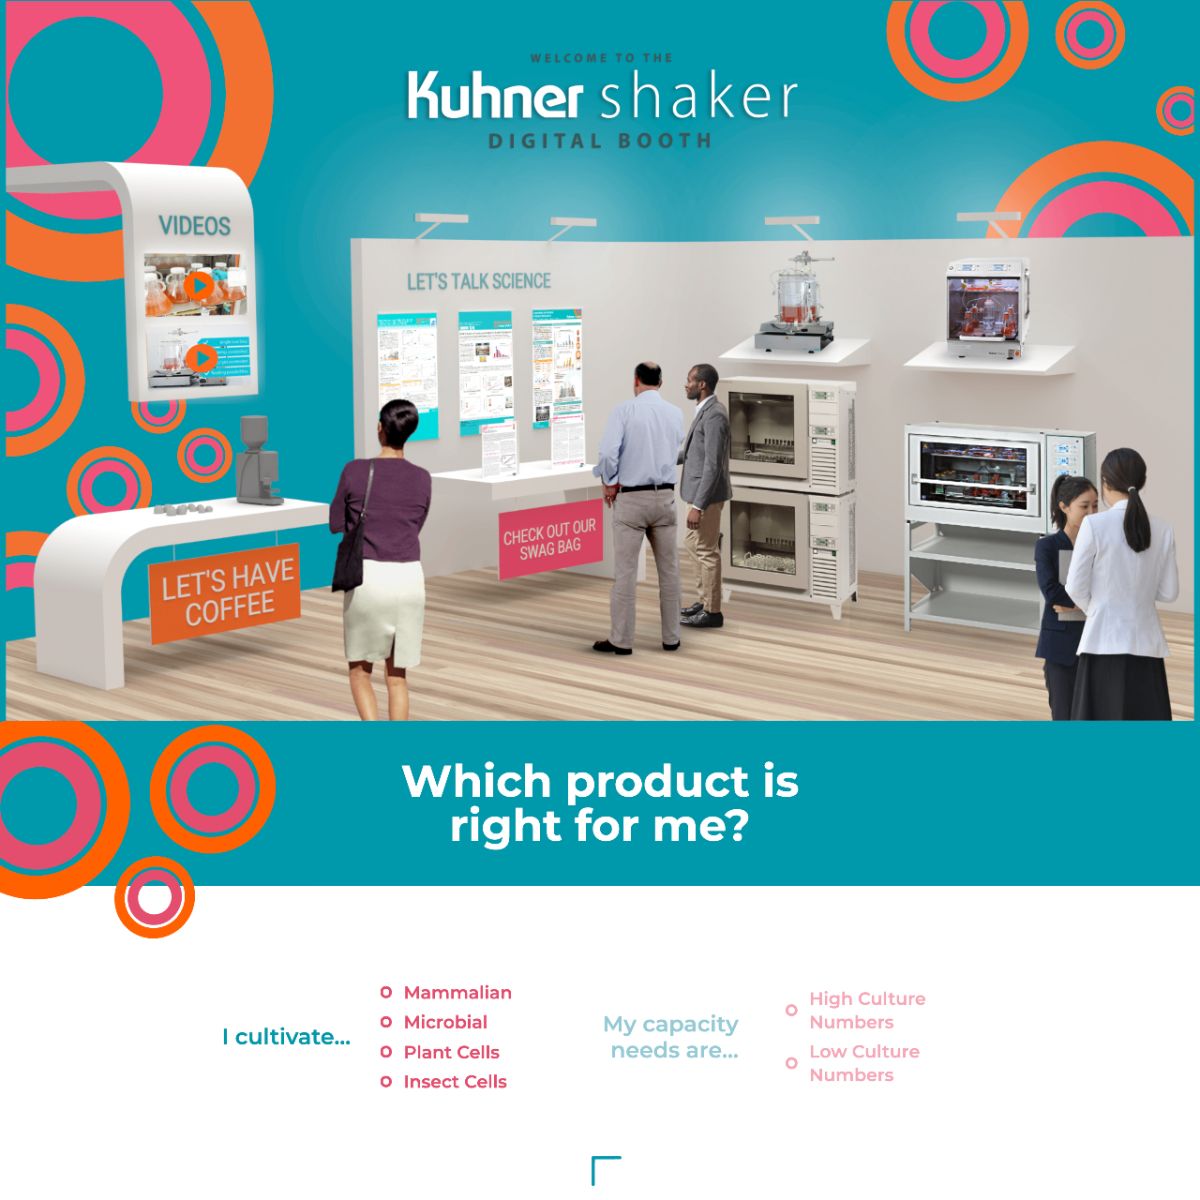 WELCOME TO THE
Kuhner shaker
DIGITAL BOOTH
VIDEOS
LET'S TALK SCIENCE
CHECK OUT OUR
SWAG BAG
LET'S HAVE
COFFEE
Which product is
right for me?
I cultivate...
Mammalian
Microbial
Plant Cells
Insect Cells
My capacity
needs are...
High Culture
Numbers
Low Culture
Numbers